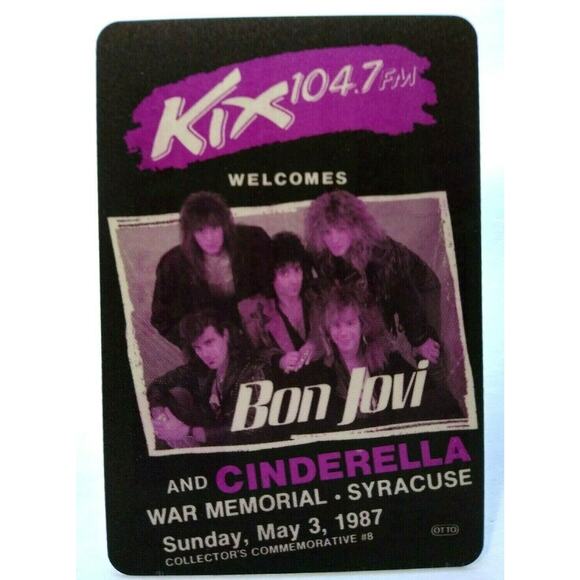 KiX 104.7 FM
WELCOMES
BON JOVI
AND CINDERELLA
WAR MEMORIAL · SYRACUSE
Sunday, May 3, 1987
COLLECTOR'S COMMEMORATIVE #8
OTTO